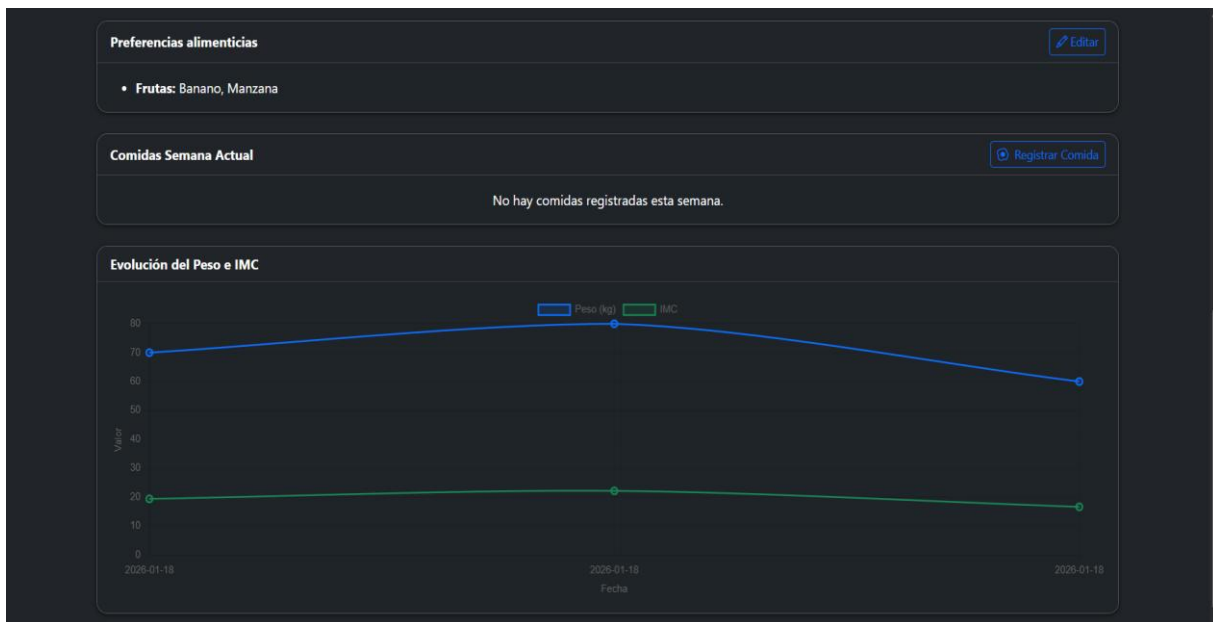 Preferencias alimenticias
Editar
Frutas: Banano, Manzana
Comidas Semana Actual
Registrar Comida
No hay comidas registradas esta semana.
Evolución del Peso e IMC
Peso (kg) IMC
80
70
60
50
40
30
20
10
0
Valor
2026-01-18 2026-01-18 2026-01-18
Fecha